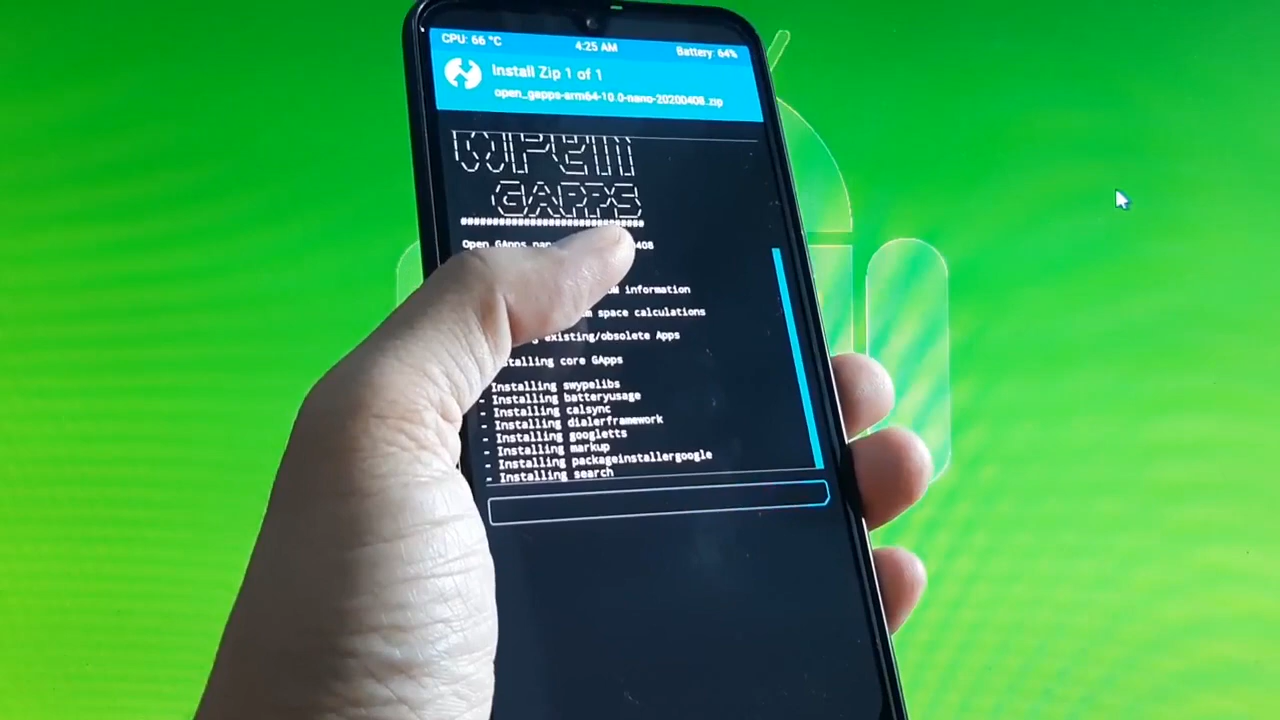 CPU: 66 °C 4:25 AM Battery: 64%
Install Zip 1 of 1
open_gapps-arm64-10.0-nano-20200408.zip
OPEN
GAPPS
############################
Open GApps nan 0408
information
space calculations
existing/obsolete Apps
stalling core GApps
- Installing swypelibs
- Installing batteryusage
- Installing calsync
- Installing dialerframework
- Installing googletts
- Installing markup
- Installing packageinstallergoogle
- Installing search